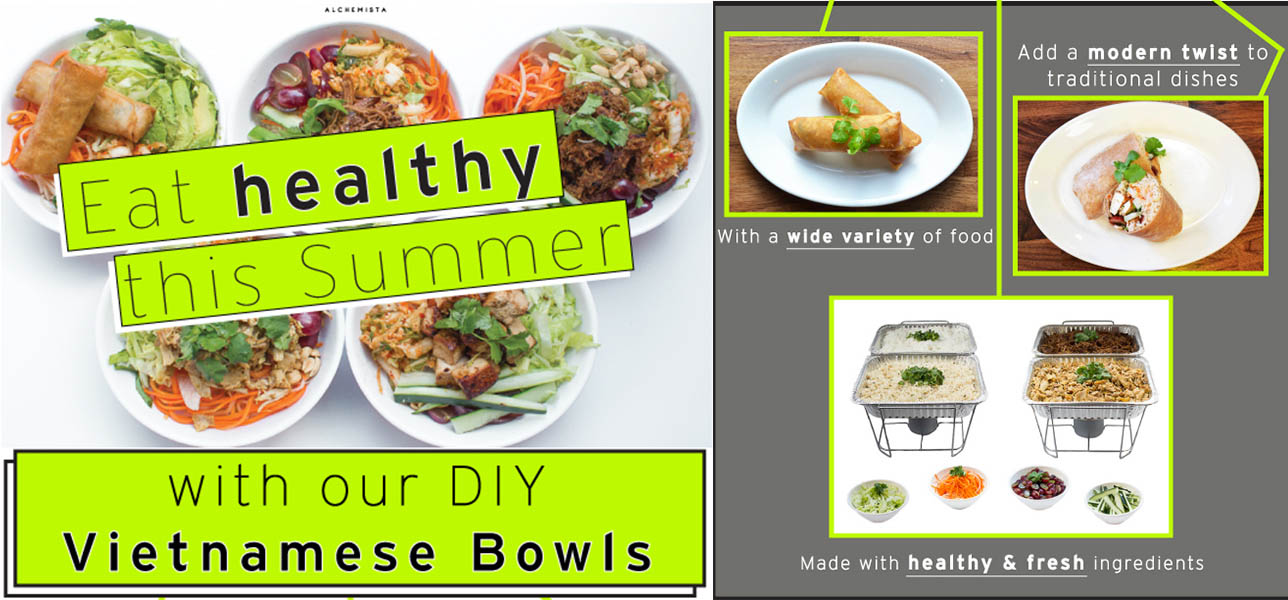 ALCHEMISTA
Eat healthy
this Summer
with our DIY
Vietnamese Bowls
With a wide variety of food
Add a modern twist to
traditional dishes
Made with healthy & fresh ingredients